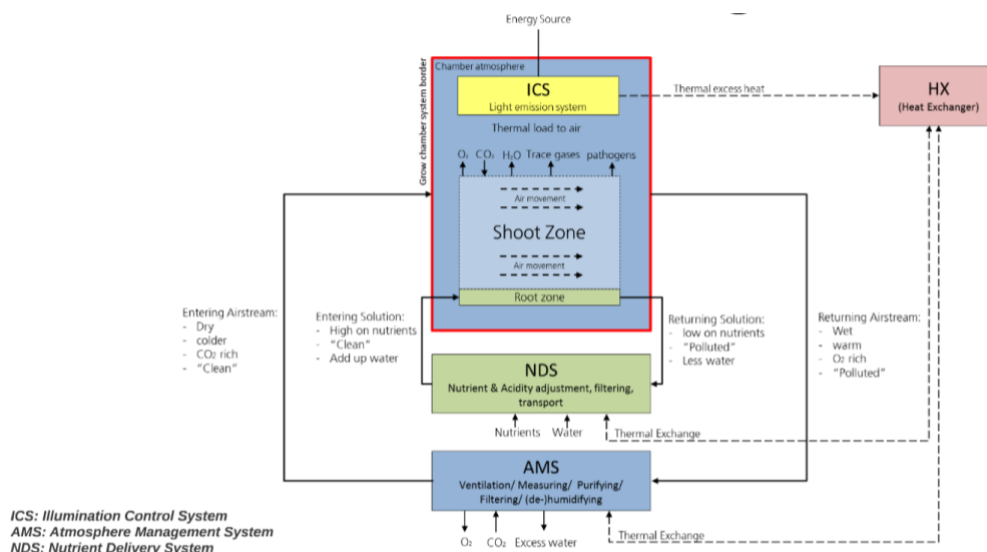 Energy Source
Grow chamber system border
Chamber atmosphere
ICS
Light emission system
Thermal excess heat
HX
(Heat Exchanger)
Thermal load to air
O₂ CO₂ H₂O Trace gases pathogens
Air movement
Shoot Zone
Air movement
Root zone
Entering Airstream:
- Dry
- colder
- CO₂ rich
- "Clean"
Entering Solution:
- High on nutrients
- "Clean"
- Add up water
Returning Solution:
- low on nutrients
- "Polluted"
- Less water
Returning Airstream:
- Wet
- warm
- O₂ rich
- "Polluted"
NDS
Nutrient & Acidity adjustment, filtering,
transport
Nutrients Water
Thermal Exchange
AMS
Ventilation/ Measuring/ Purifying/
Filtering/ (de-)humidifying
O₂ CO₂ Excess water
Thermal Exchange
ICS: Illumination Control System
AMS: Atmosphere Management System
NDS: Nutrient Delivery System